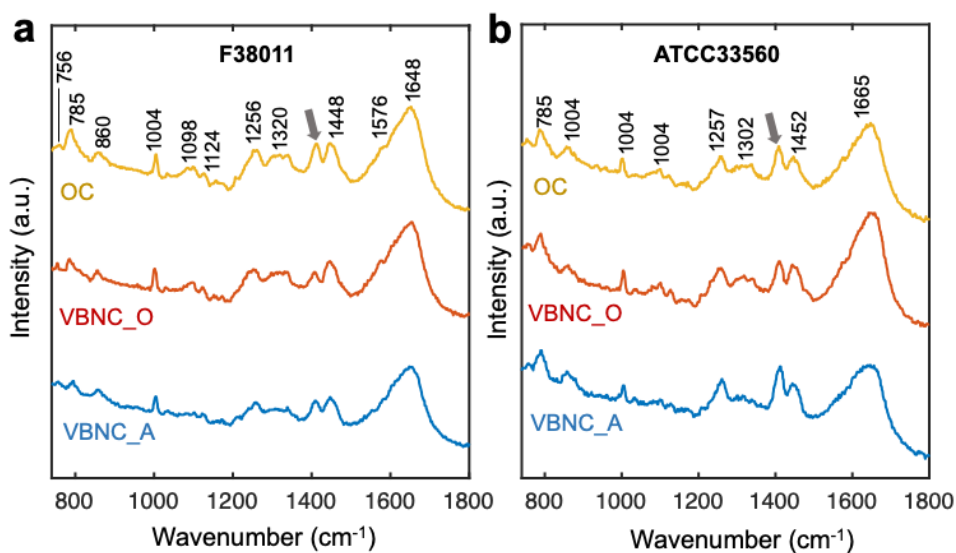 a
F38011
756
785
860
1004
1098
1124
1256
1320
1448
1576
1648
OC
VBNC_O
VBNC_A
Intensity (a.u.)
800 1000 1200 1400 1600 1800
Wavenumber (cm⁻¹)
b
ATCC33560
785
1004
1004
1004
1257
1302
1452
1665
OC
VBNC_O
VBNC_A
Intensity (a.u.)
800 1000 1200 1400 1600 1800
Wavenumber (cm⁻¹)